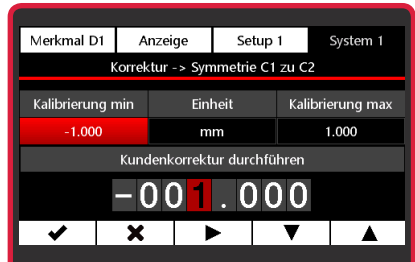 Merkmal D1 Anzeige Setup 1 System 1
Korrektur -> Symmetrie C1 zu C2
Kalibrierung min Einheit Kalibrierung max
-1.000 mm 1.000
Kundenkorrektur durchführen
-001.000